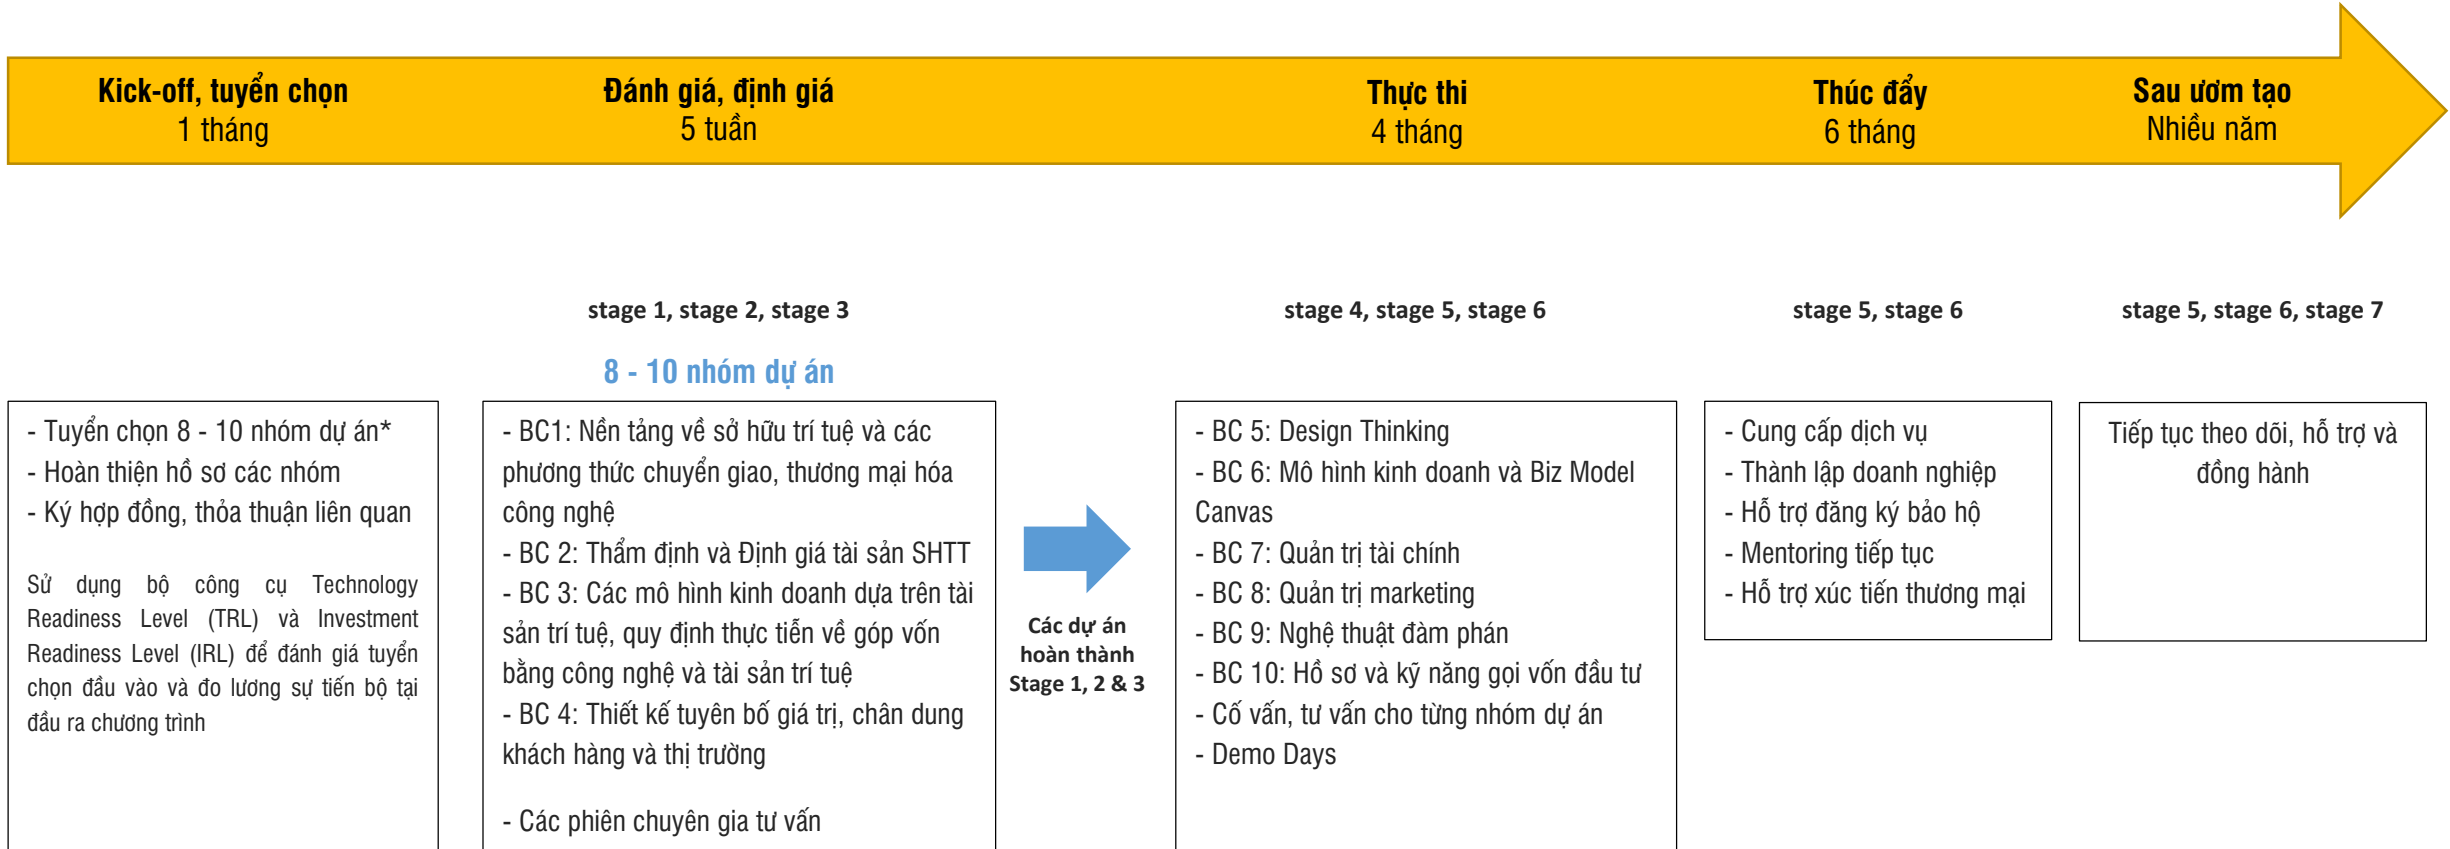 Kick-off, tuyển chọn
1 tháng
Đánh giá, định giá
5 tuần
Thực thi
4 tháng
Thúc đẩy
6 tháng
Sau ươm tạo
Nhiều năm
stage 1, stage 2, stage 3
stage 4, stage 5, stage 6
stage 5, stage 6
stage 5, stage 6, stage 7
8 - 10 nhóm dự án
- Tuyển chọn 8 - 10 nhóm dự án*
- Hoàn thiện hồ sơ các nhóm
- Ký hợp đồng, thỏa thuận liên quan
Sử dụng bộ công cụ Technology
Readiness Level (TRL) và Investment
Readiness Level (IRL) để đánh giá tuyển
chọn đầu vào và đo lương sự tiến bộ tại
đầu ra chương trình
- BC1: Nền tảng về sở hữu trí tuệ và các
phương thức chuyển giao, thương mại hóa
công nghệ
- BC 2: Thẩm định và Định giá tài sản SHTT
- BC 3: Các mô hình kinh doanh dựa trên tài
sản trí tuệ, quy định thực tiễn về góp vốn
bằng công nghệ và tài sản trí tuệ
- BC 4: Thiết kế tuyên bố giá trị, chân dung
khách hàng và thị trường
- Các phiên chuyên gia tư vấn
Các dự án
hoàn thành
Stage 1, 2 & 3
- BC 5: Design Thinking
- BC 6: Mô hình kinh doanh và Biz Model
Canvas
- BC 7: Quản trị tài chính
- BC 8: Quản trị marketing
- BC 9: Nghệ thuật đàm phán
- BC 10: Hồ sơ và kỹ năng gọi vốn đầu tư
- Cố vấn, tư vấn cho từng nhóm dự án
- Demo Days
- Cung cấp dịch vụ
- Thành lập doanh nghiệp
- Hỗ trợ đăng ký bảo hộ
- Mentoring tiếp tục
- Hỗ trợ xúc tiến thương mại
Tiếp tục theo dõi, hỗ trợ và
đồng hành